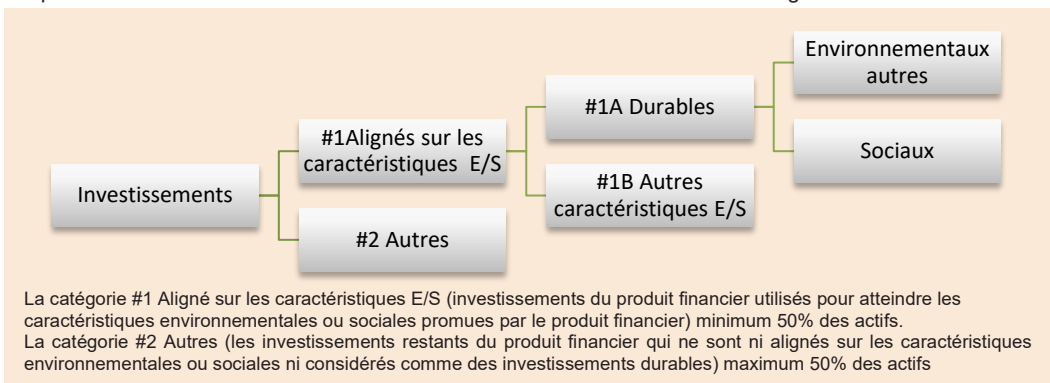 Environnementaux
autres
#1A Durables
#1Alignés sur les
caractéristiques E/S
Sociaux
Investissements
#1B Autres
caractéristiques E/S
#2 Autres
La catégorie #1 Aligné sur les caractéristiques E/S (investissements du produit financier utilisés pour atteindre les
caractéristiques environnementales ou sociales promues par le produit financier) minimum 50% des actifs.
La catégorie #2 Autres (les investissements restants du produit financier qui ne sont ni alignés sur les caractéristiques
environnementales ou sociales ni considérés comme des investissements durables) maximum 50% des actifs